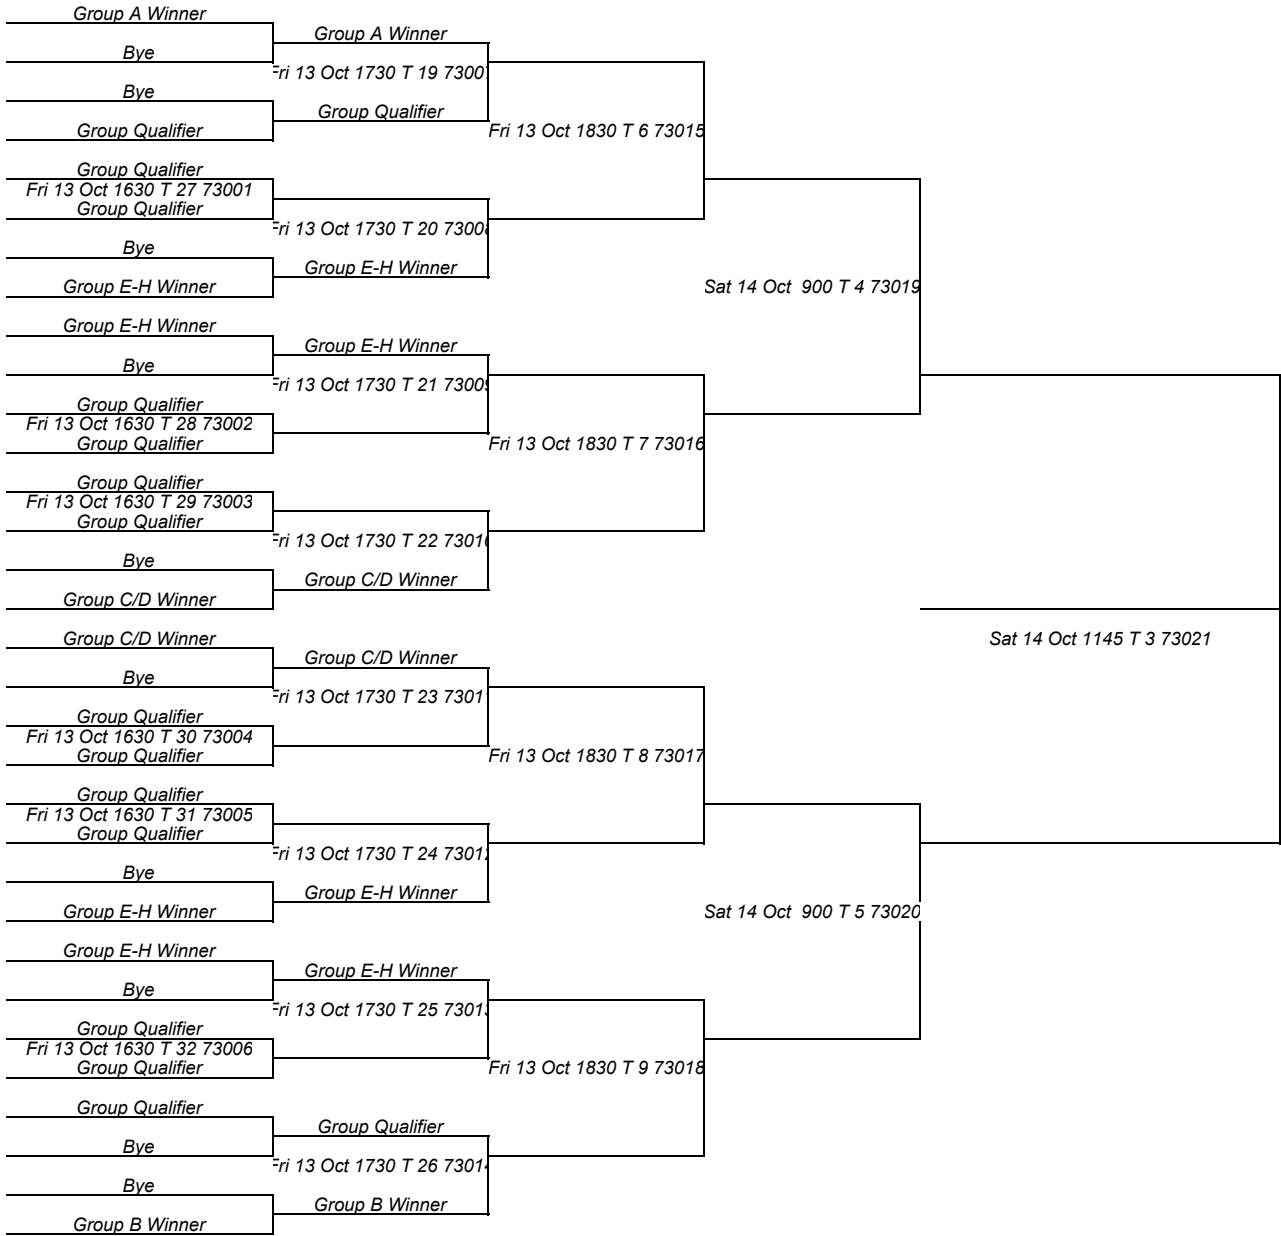 Group A Winner
Bye
Bye
Group Qualifier
Group Qualifier
Fri 13 Oct 1630 T 27 73001
Group Qualifier
Bye
Group E-H Winner
Group E-H Winner
Bye
Group Qualifier
Fri 13 Oct 1630 T 28 73002
Group Qualifier
Group Qualifier
Fri 13 Oct 1630 T 29 73003
Group Qualifier
Bye
Group C/D Winner
Group C/D Winner
Bye
Group Qualifier
Fri 13 Oct 1630 T 30 73004
Group Qualifier
Group Qualifier
Fri 13 Oct 1630 T 31 73005
Group Qualifier
Bye
Group E-H Winner
Group E-H Winner
Bye
Group Qualifier
Fri 13 Oct 1630 T 32 73006
Group Qualifier
Group Qualifier
Bye
Bye
Group B Winner
Group A Winner
Fri 13 Oct 1730 T 19 73007
Group Qualifier
Fri 13 Oct 1730 T 20 73008
Group E-H Winner
Group E-H Winner
Fri 13 Oct 1730 T 21 73009
Fri 13 Oct 1730 T 22 73010
Group C/D Winner
Group C/D Winner
Fri 13 Oct 1730 T 23 73011
Fri 13 Oct 1730 T 24 73012
Group E-H Winner
Group E-H Winner
Fri 13 Oct 1730 T 25 73013
Group Qualifier
Fri 13 Oct 1730 T 26 73014
Group B Winner
Fri 13 Oct 1830 T 6 73015
Fri 13 Oct 1830 T 7 73016
Fri 13 Oct 1830 T 8 73017
Fri 13 Oct 1830 T 9 73018
Sat 14 Oct  900 T 4 73019
Sat 14 Oct  900 T 5 73020
Sat 14 Oct 1145 T 3 73021